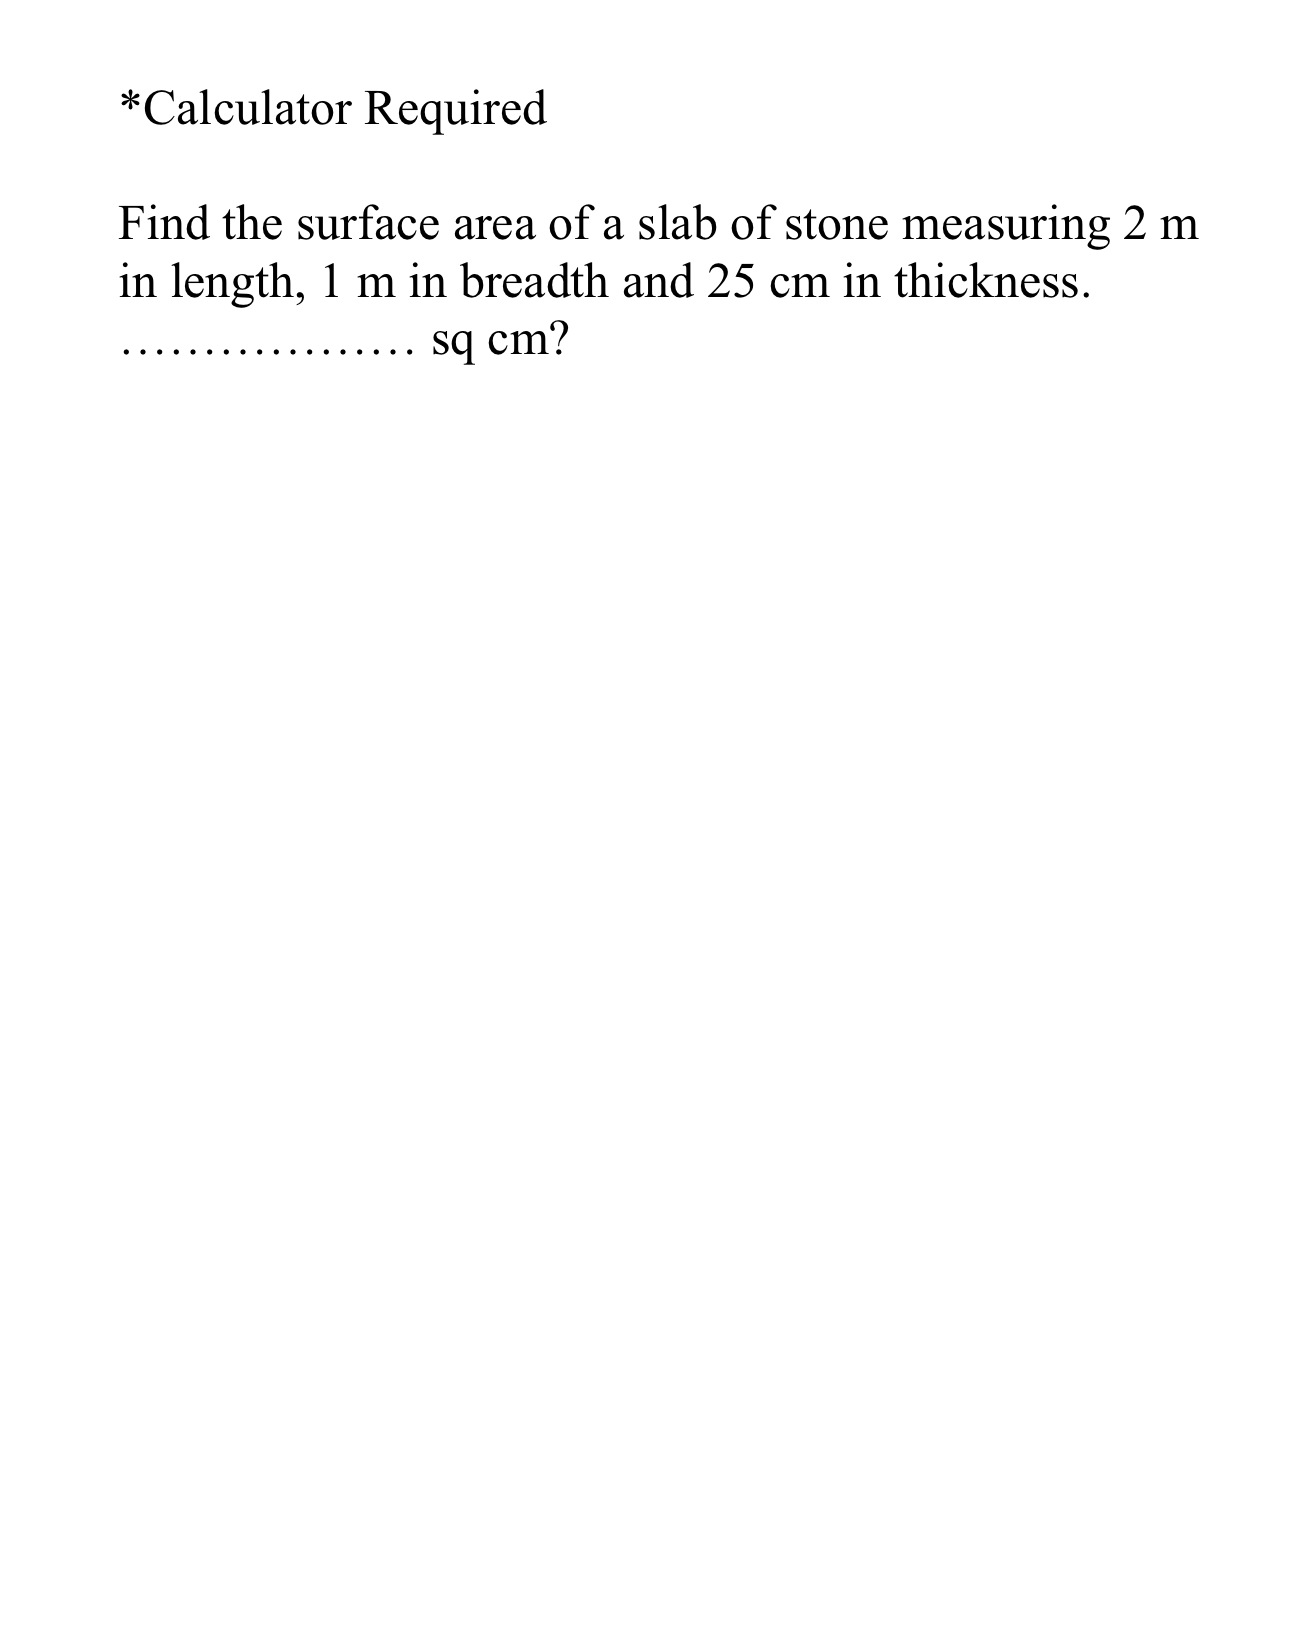 *Calculator Required
Find the surface area of a slab of stone measuring 2 m
in length, 1 m in breadth and 25 cm in thickness.
……………… sq cm?